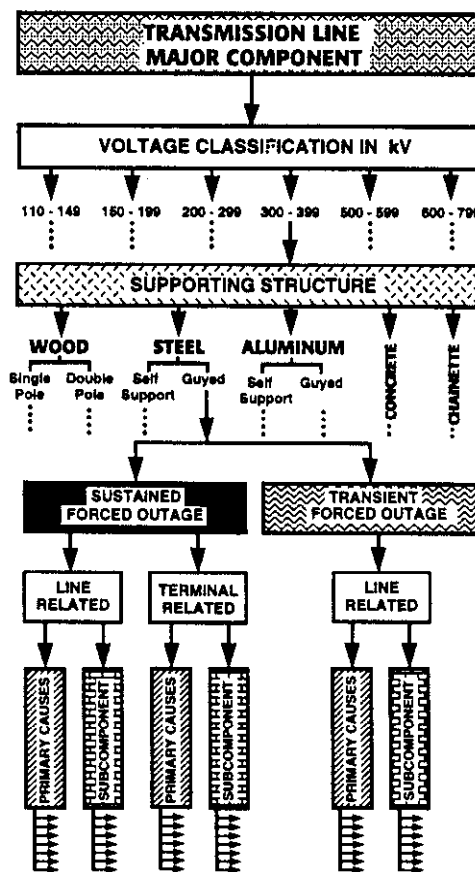 TRANSMISSION LINE
MAJOR COMPONENT
VOLTAGE CLASSIFICATION IN kV
110 - 149 150 - 199 200 - 299 300 - 399 500 - 599 600 - 799
SUPPORTING STRUCTURE
WOOD STEEL ALUMINUM CONCRETE CHAINETTE
Single Pole Double Pole Self Support Guyed Self Support Guyed
SUSTAINED
FORCED OUTAGE
TRANSIENT
FORCED OUTAGE
LINE
RELATED
TERMINAL
RELATED
LINE
RELATED
PRIMARY CAUSES
SUBCOMPONENT
PRIMARY CAUSES
SUBCOMPONENT
PRIMARY CAUSES
SUBCOMPONENT